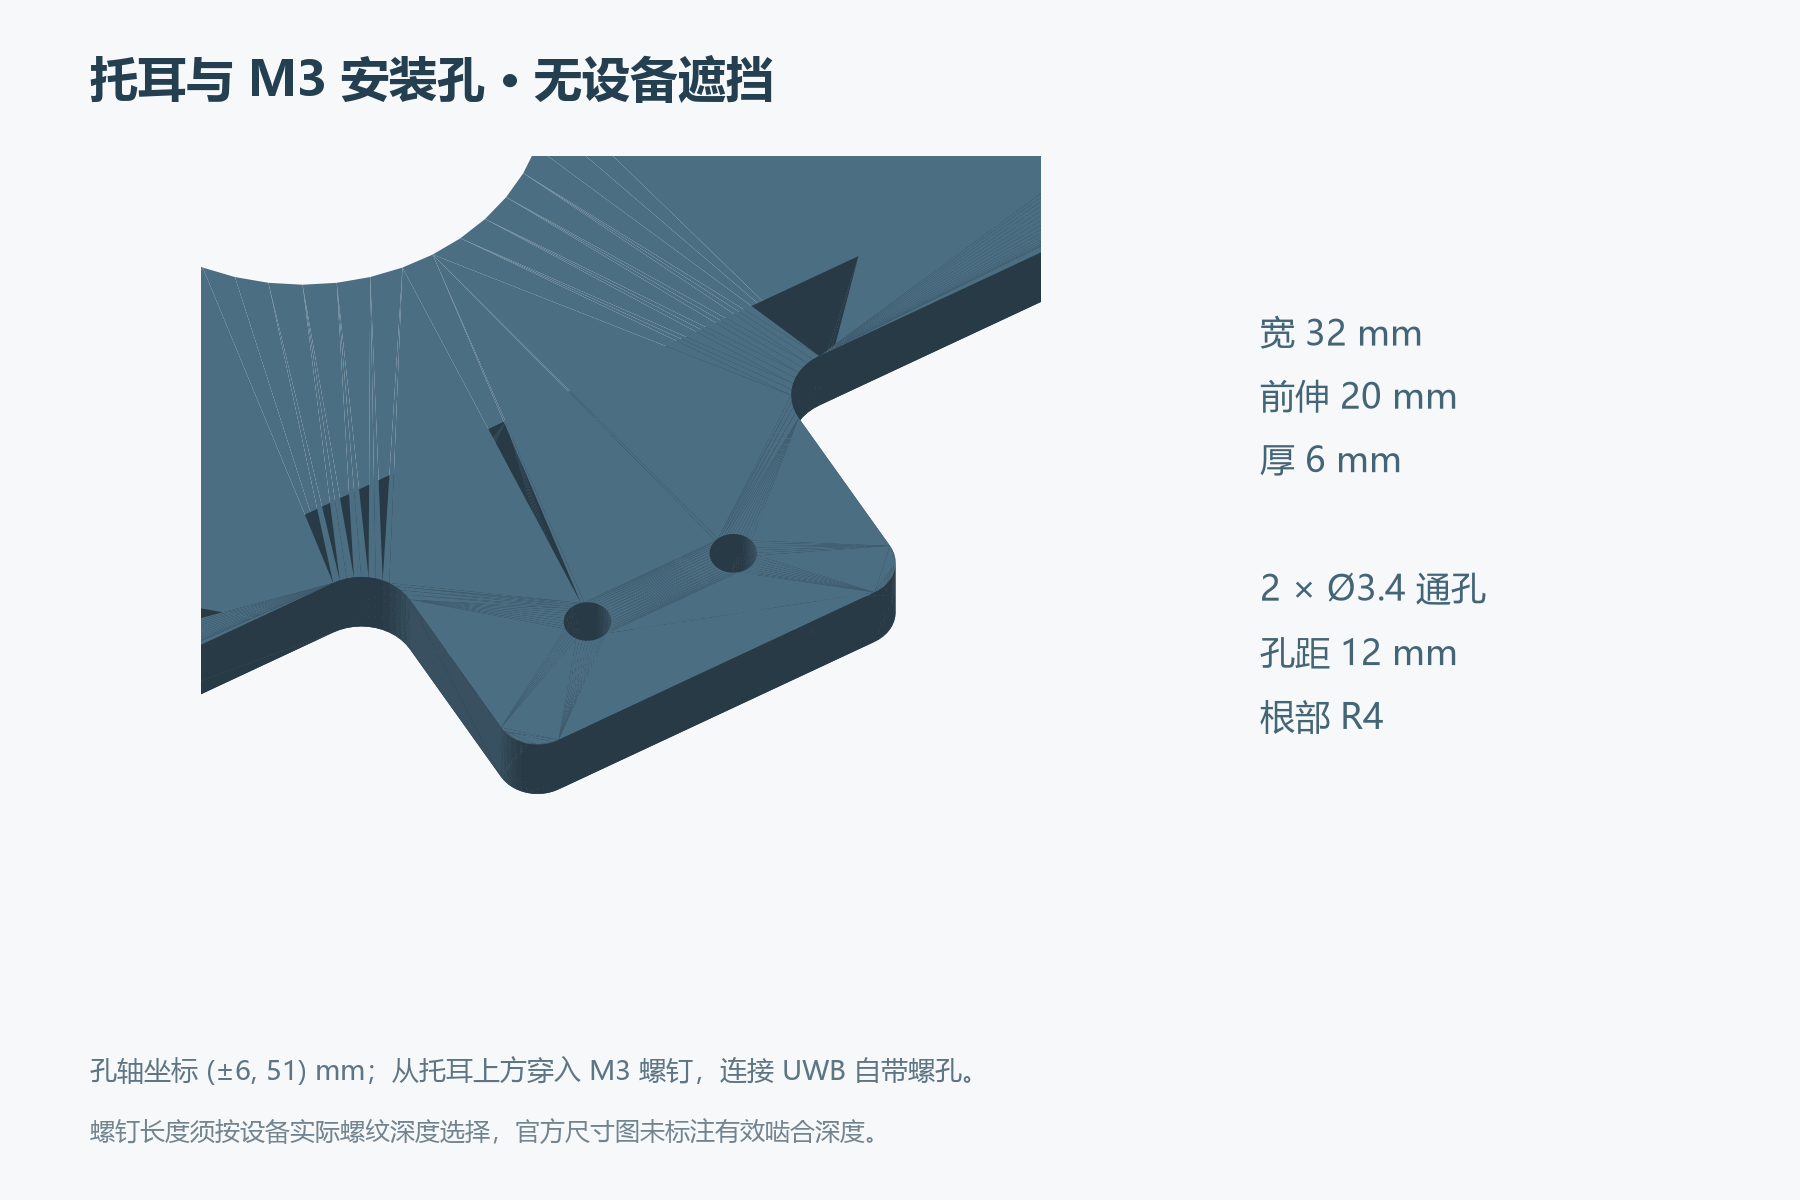 托耳与 M3 安装孔 • 无设备遮挡
宽 32 mm
前伸 20 mm
厚 6 mm
2 × Ø3.4 通孔
孔距 12 mm
根部 R4
孔轴坐标 (±6, 51) mm；从托耳上方穿入 M3 螺钉，连接 UWB 自带螺孔。
螺钉长度须按设备实际螺纹深度选择，官方尺寸图未标注有效啮合深度。